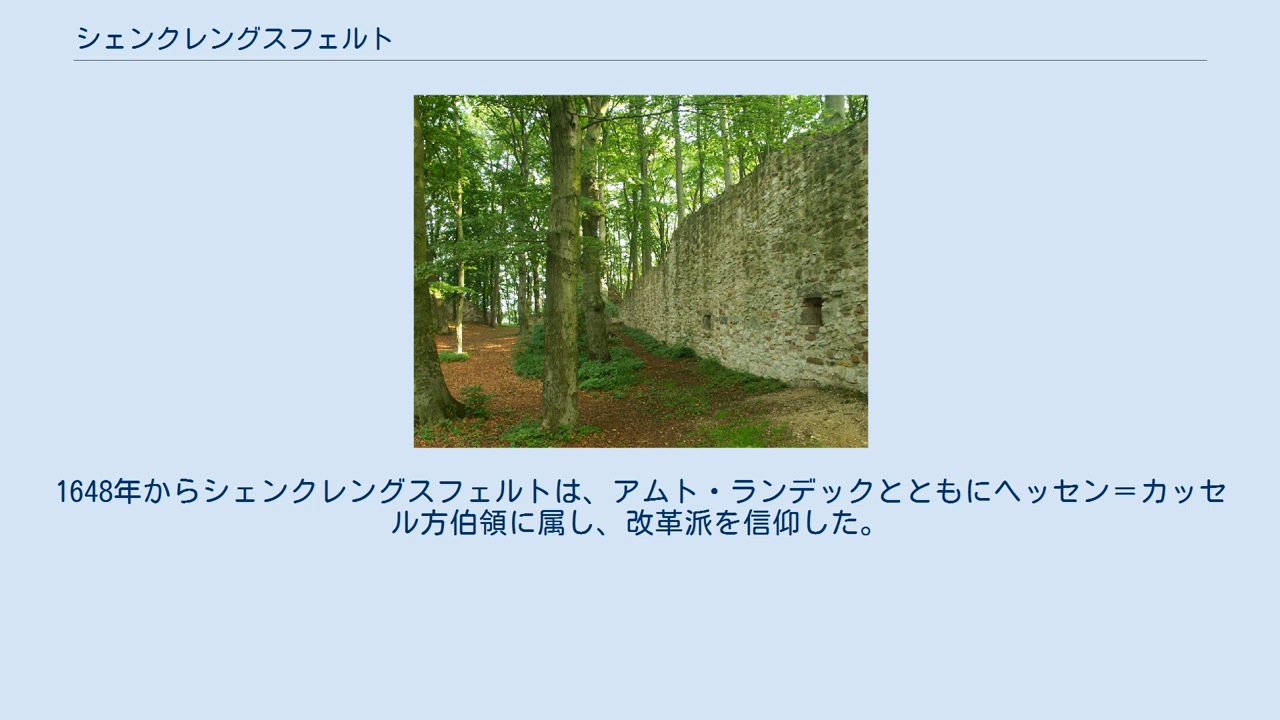 シェンクレングスフェルト
1648年からシェンクレングスフェルトは、アムト・ランデックとともにヘッセン＝カッセ
ル方伯領に属し、改革派を信仰した。